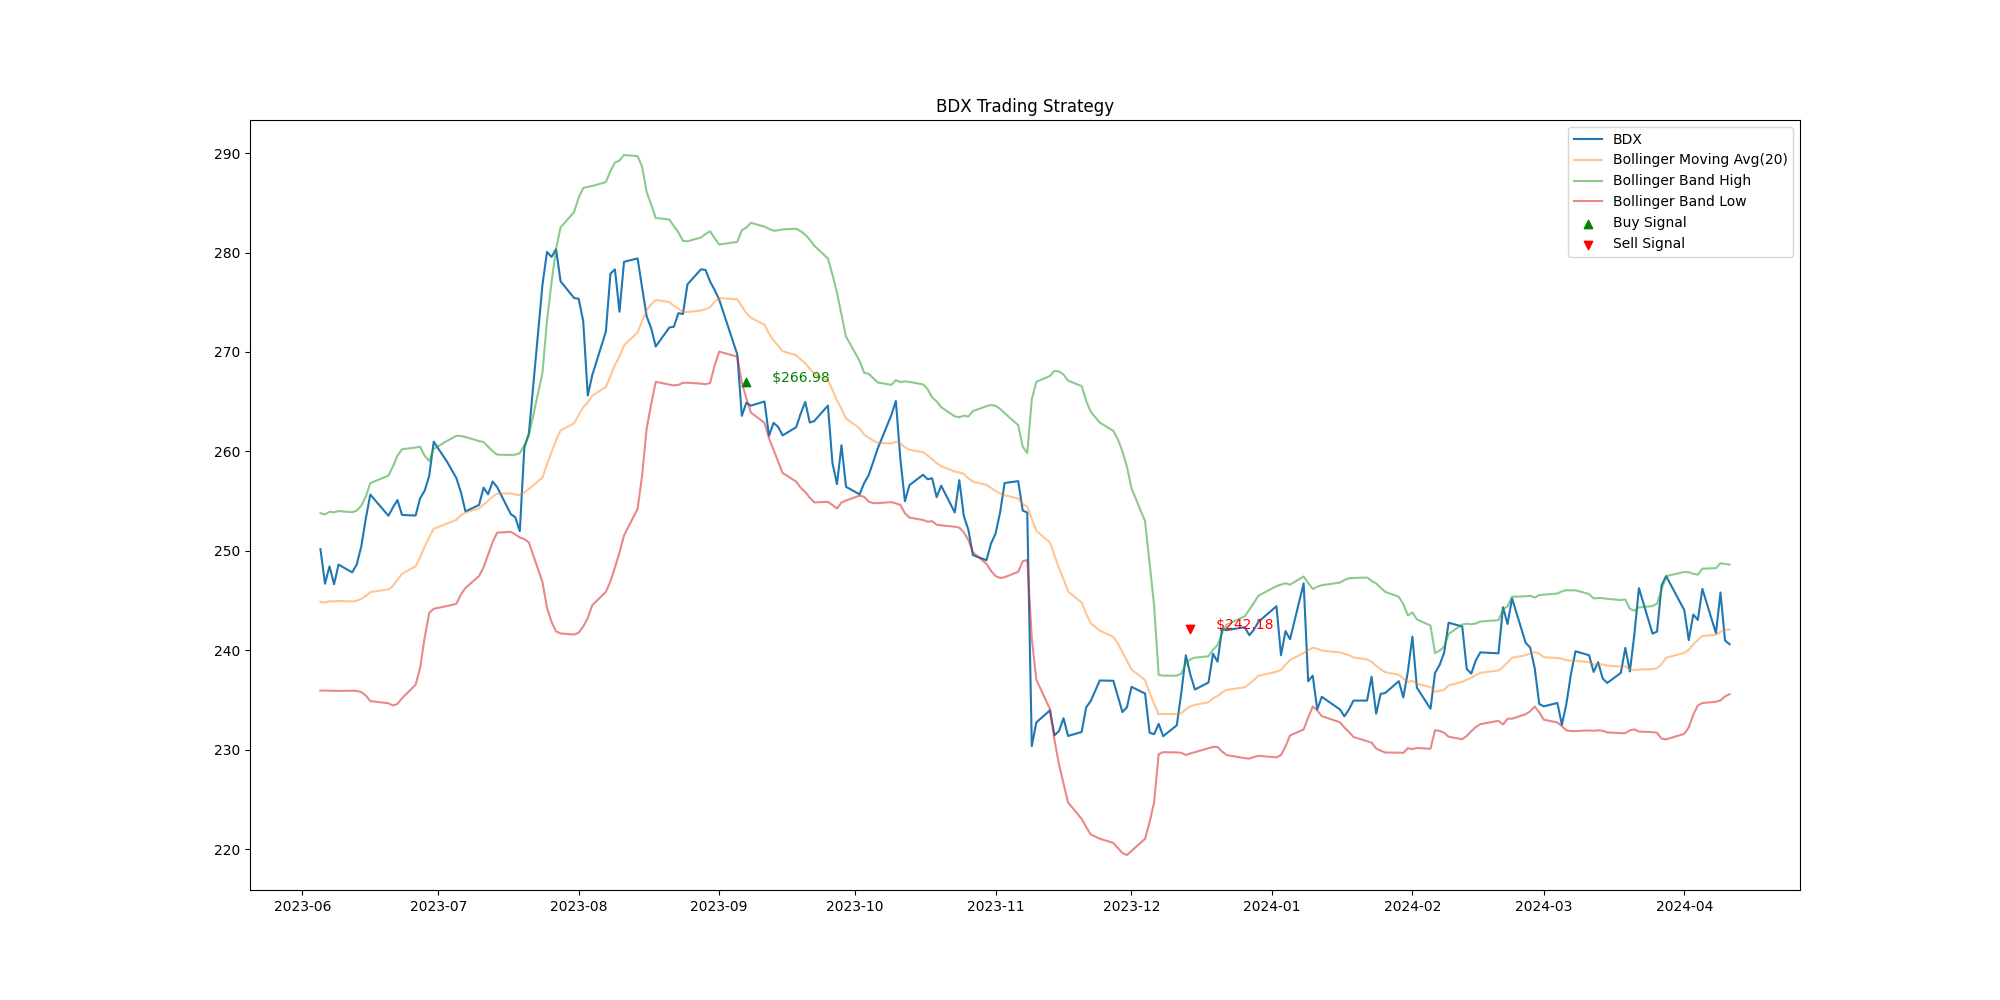 BDX Trading Strategy
BDX
Bollinger Moving Avg(20)
Bollinger Band High
Bollinger Band Low
Buy Signal
Sell Signal
290
280
270
260
250
240
230
220
$266.98
$242.18
2023-06 2023-07 2023-08 2023-09 2023-10 2023-11 2023-12 2024-01 2024-02 2024-03 2024-04